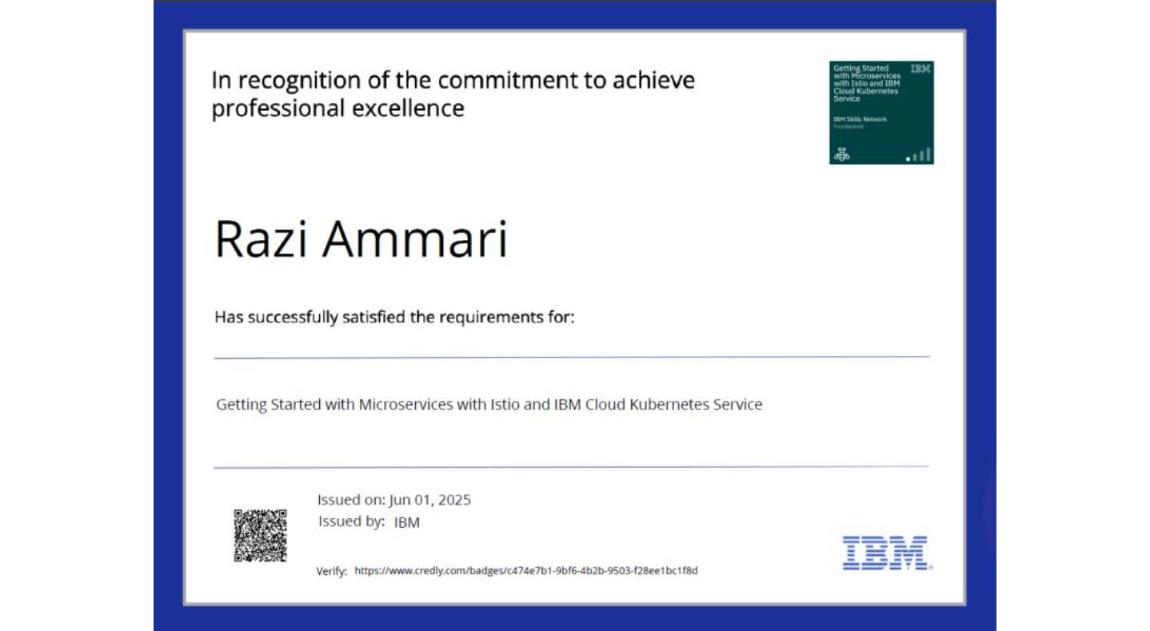 In recognition of the commitment to achieve
professional excellence
Getting Started
with Microservices
with Istio and IBM
Cloud Kubernetes
Service
IBM
IBM Skills Network
Foundational
Razi Ammari
Has successfully satisfied the requirements for:
Getting Started with Microservices with Istio and IBM Cloud Kubernetes Service
Issued on: Jun 01, 2025
Issued by: IBM
Verify: https://www.credly.com/badges/c474e7b1-9bf6-4b2b-9503-f28ee1bc1f8d
IBM.